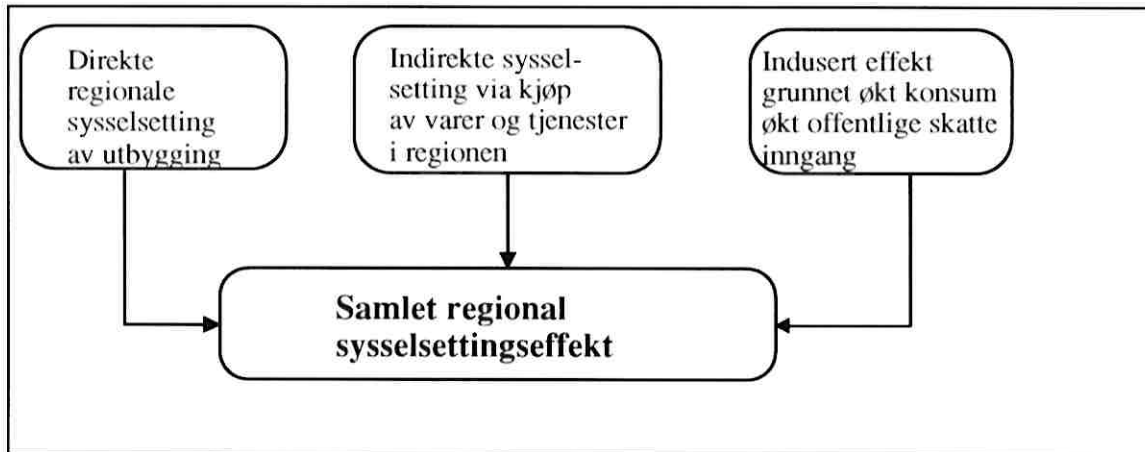 Direkte
regionale
sysselsetting
av utbygging
Indirekte syssel-
setting via kjøp
av varer og tjenester
i regionen
Indusert effekt
grunnet økt konsum
økt offentlige skatte
inngang
Samlet regional
sysselsettingseffekt